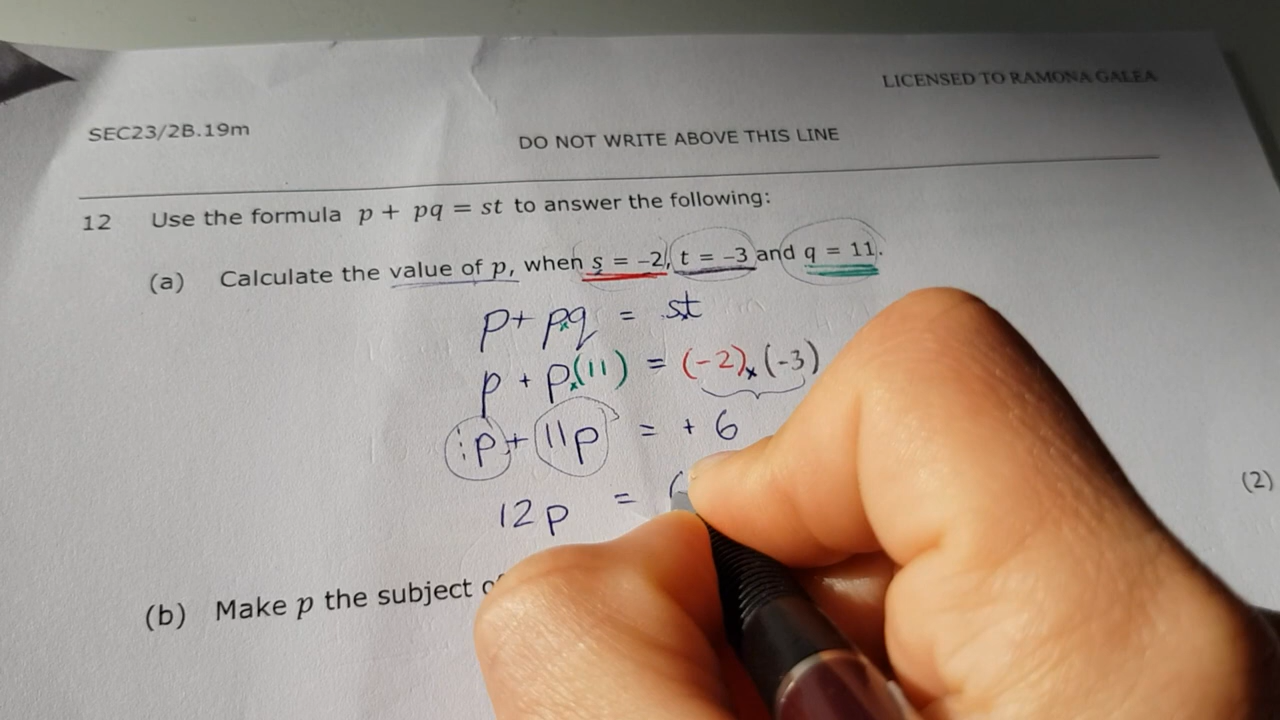 LICENSED TO RAMONA GALEA
SEC23/2B.19m
DO NOT WRITE ABOVE THIS LINE
12 Use the formula p + pq = st to answer the following:
(a) Calculate the value of p, when s = -2, t = -3 and q = 11.
p + p×q = s×t
p + p×(11) = (-2)×(-3)
1p + 11p = + 6
12p =
(2)
(b) Make p the subject